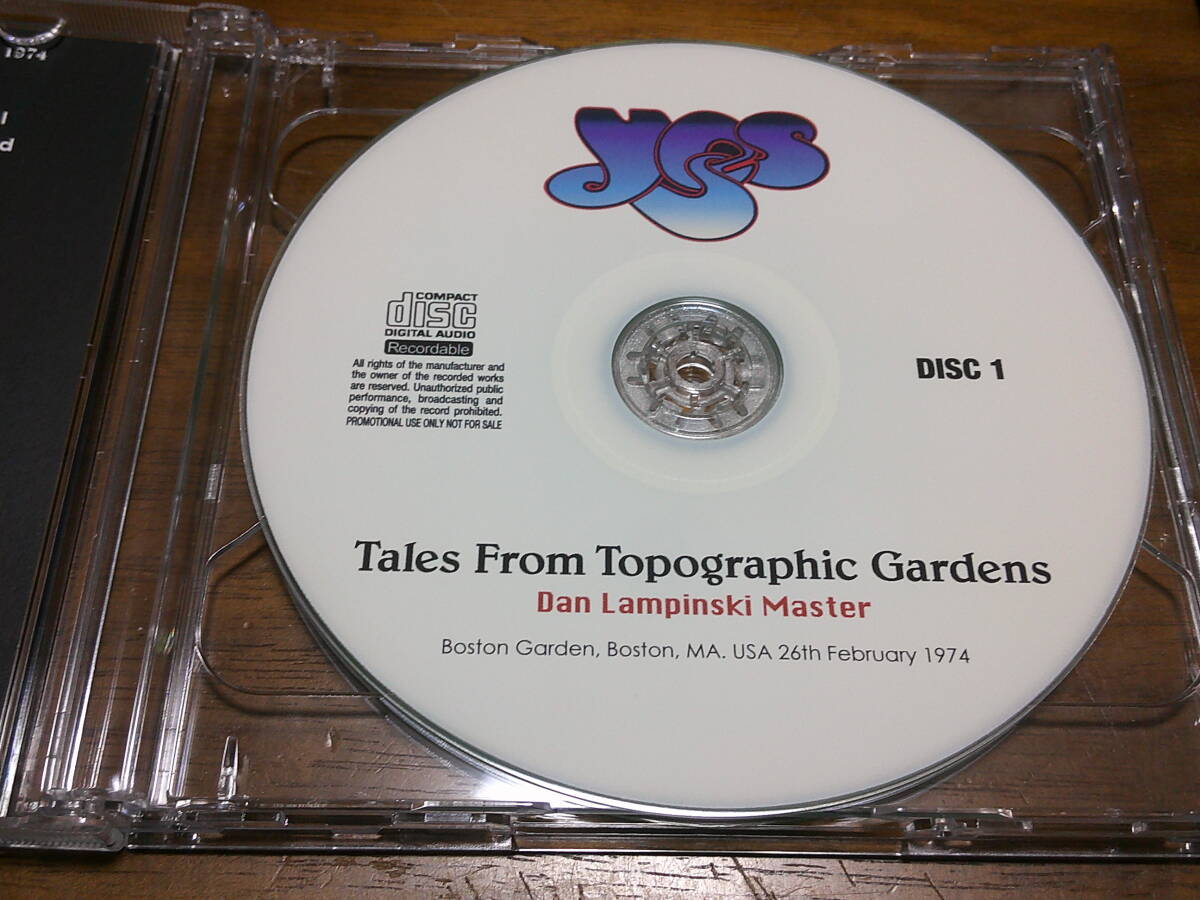 1974
l
d
yes
COMPACT
disc
DIGITAL AUDIO
Recordable
All rights of the manufacturer and
the owner of the recorded works
are reserved. Unauthorized public
performance, broadcasting and
copying of the record prohibited.
PROMOTIONAL USE ONLY NOT FOR SALE
DISC 1
Tales From Topographic Gardens
Dan Lampinski Master
Boston Garden, Boston, MA. USA 26th February 1974